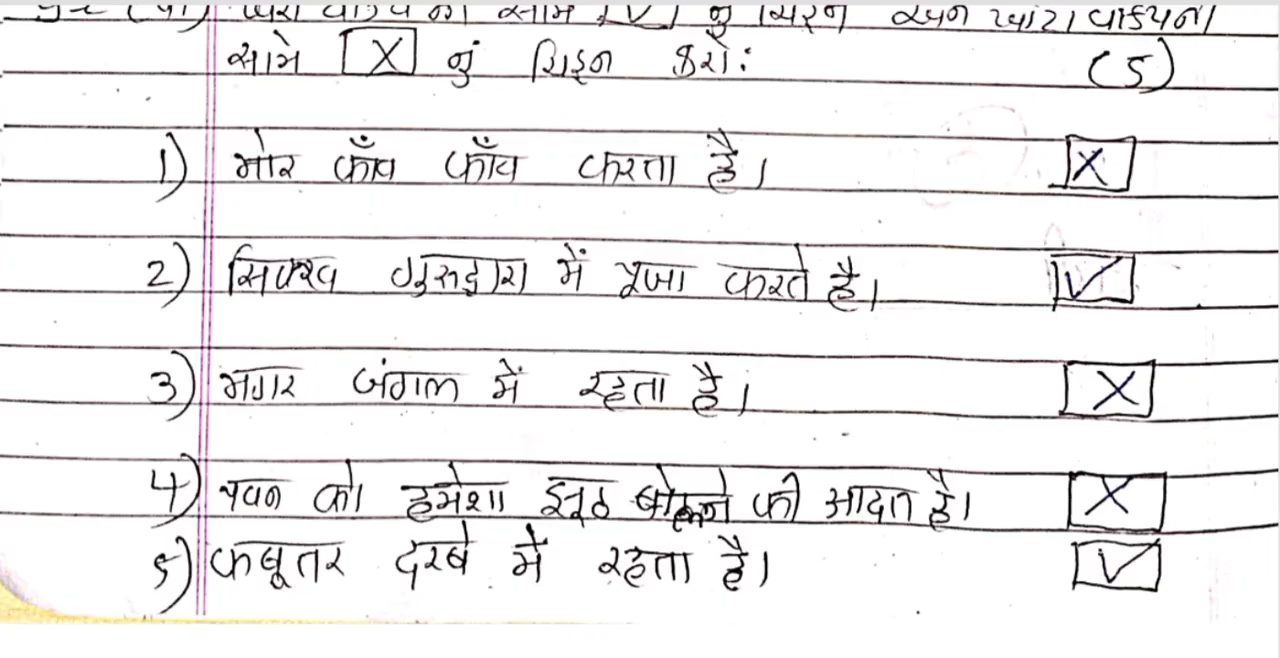 સામે [X] નું ચિહ્ન કરો: (5)
1) मोर काँव काँव करता है। [X]
2) सिक्ख गुरुद्वारा में पूजा करते है। [✓]
3) मगर जंगल में रहता है। [X]
4) पवन को हमेशा झूठ बोलने की आदत है। [X]
5) कबूतर दरबे में रहता है। [✓]